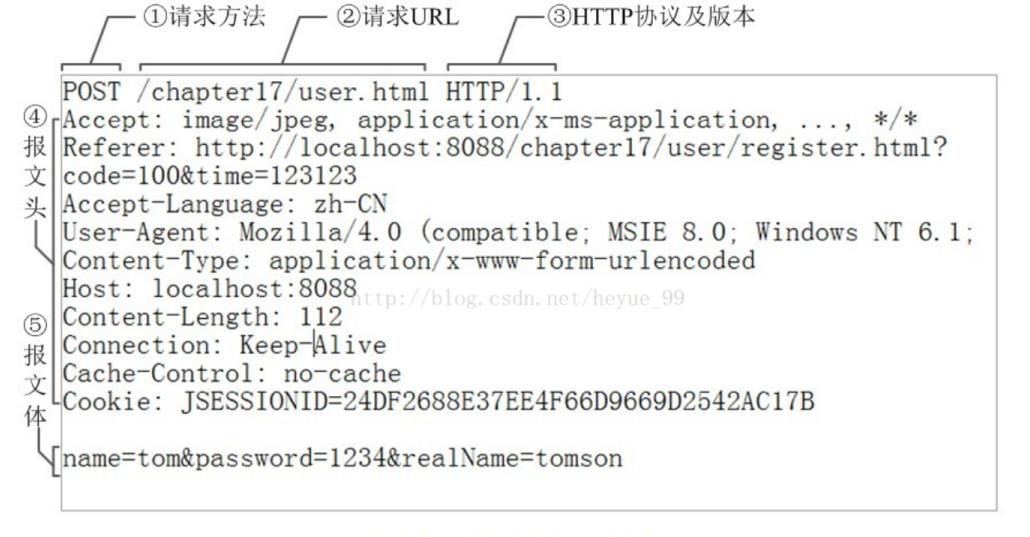 ①请求方法 ②请求URL ③HTTP协议及版本
POST /chapter17/user.html HTTP/1.1
④报文头
Accept: image/jpeg, application/x-ms-application, ..., */*
Referer: http://localhost:8088/chapter17/user/register.html?
code=100&time=123123
Accept-Language: zh-CN
User-Agent: Mozilla/4.0 (compatible; MSIE 8.0; Windows NT 6.1;
Content-Type: application/x-www-form-urlencoded
Host: localhost:8088
http://blog.csdn.net/heyue_99
Content-Length: 112
Connection: Keep-Alive
Cache-Control: no-cache
Cookie: JSESSIONID=24DF2688E37EE4F66D9669D2542AC17B
⑤报文体
name=tom&password=1234&realName=tomson